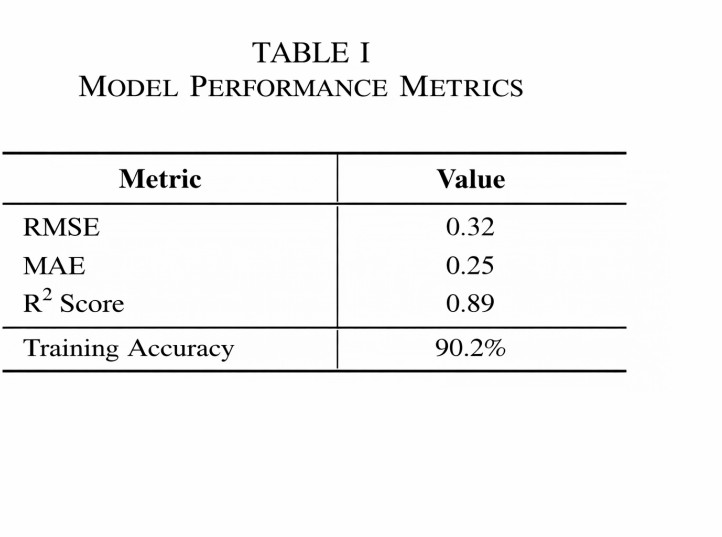 TABLE I
MODEL PERFORMANCE METRICS
Metric Value
RMSE 0.32
MAE 0.25
R² Score 0.89
Training Accuracy 90.2%